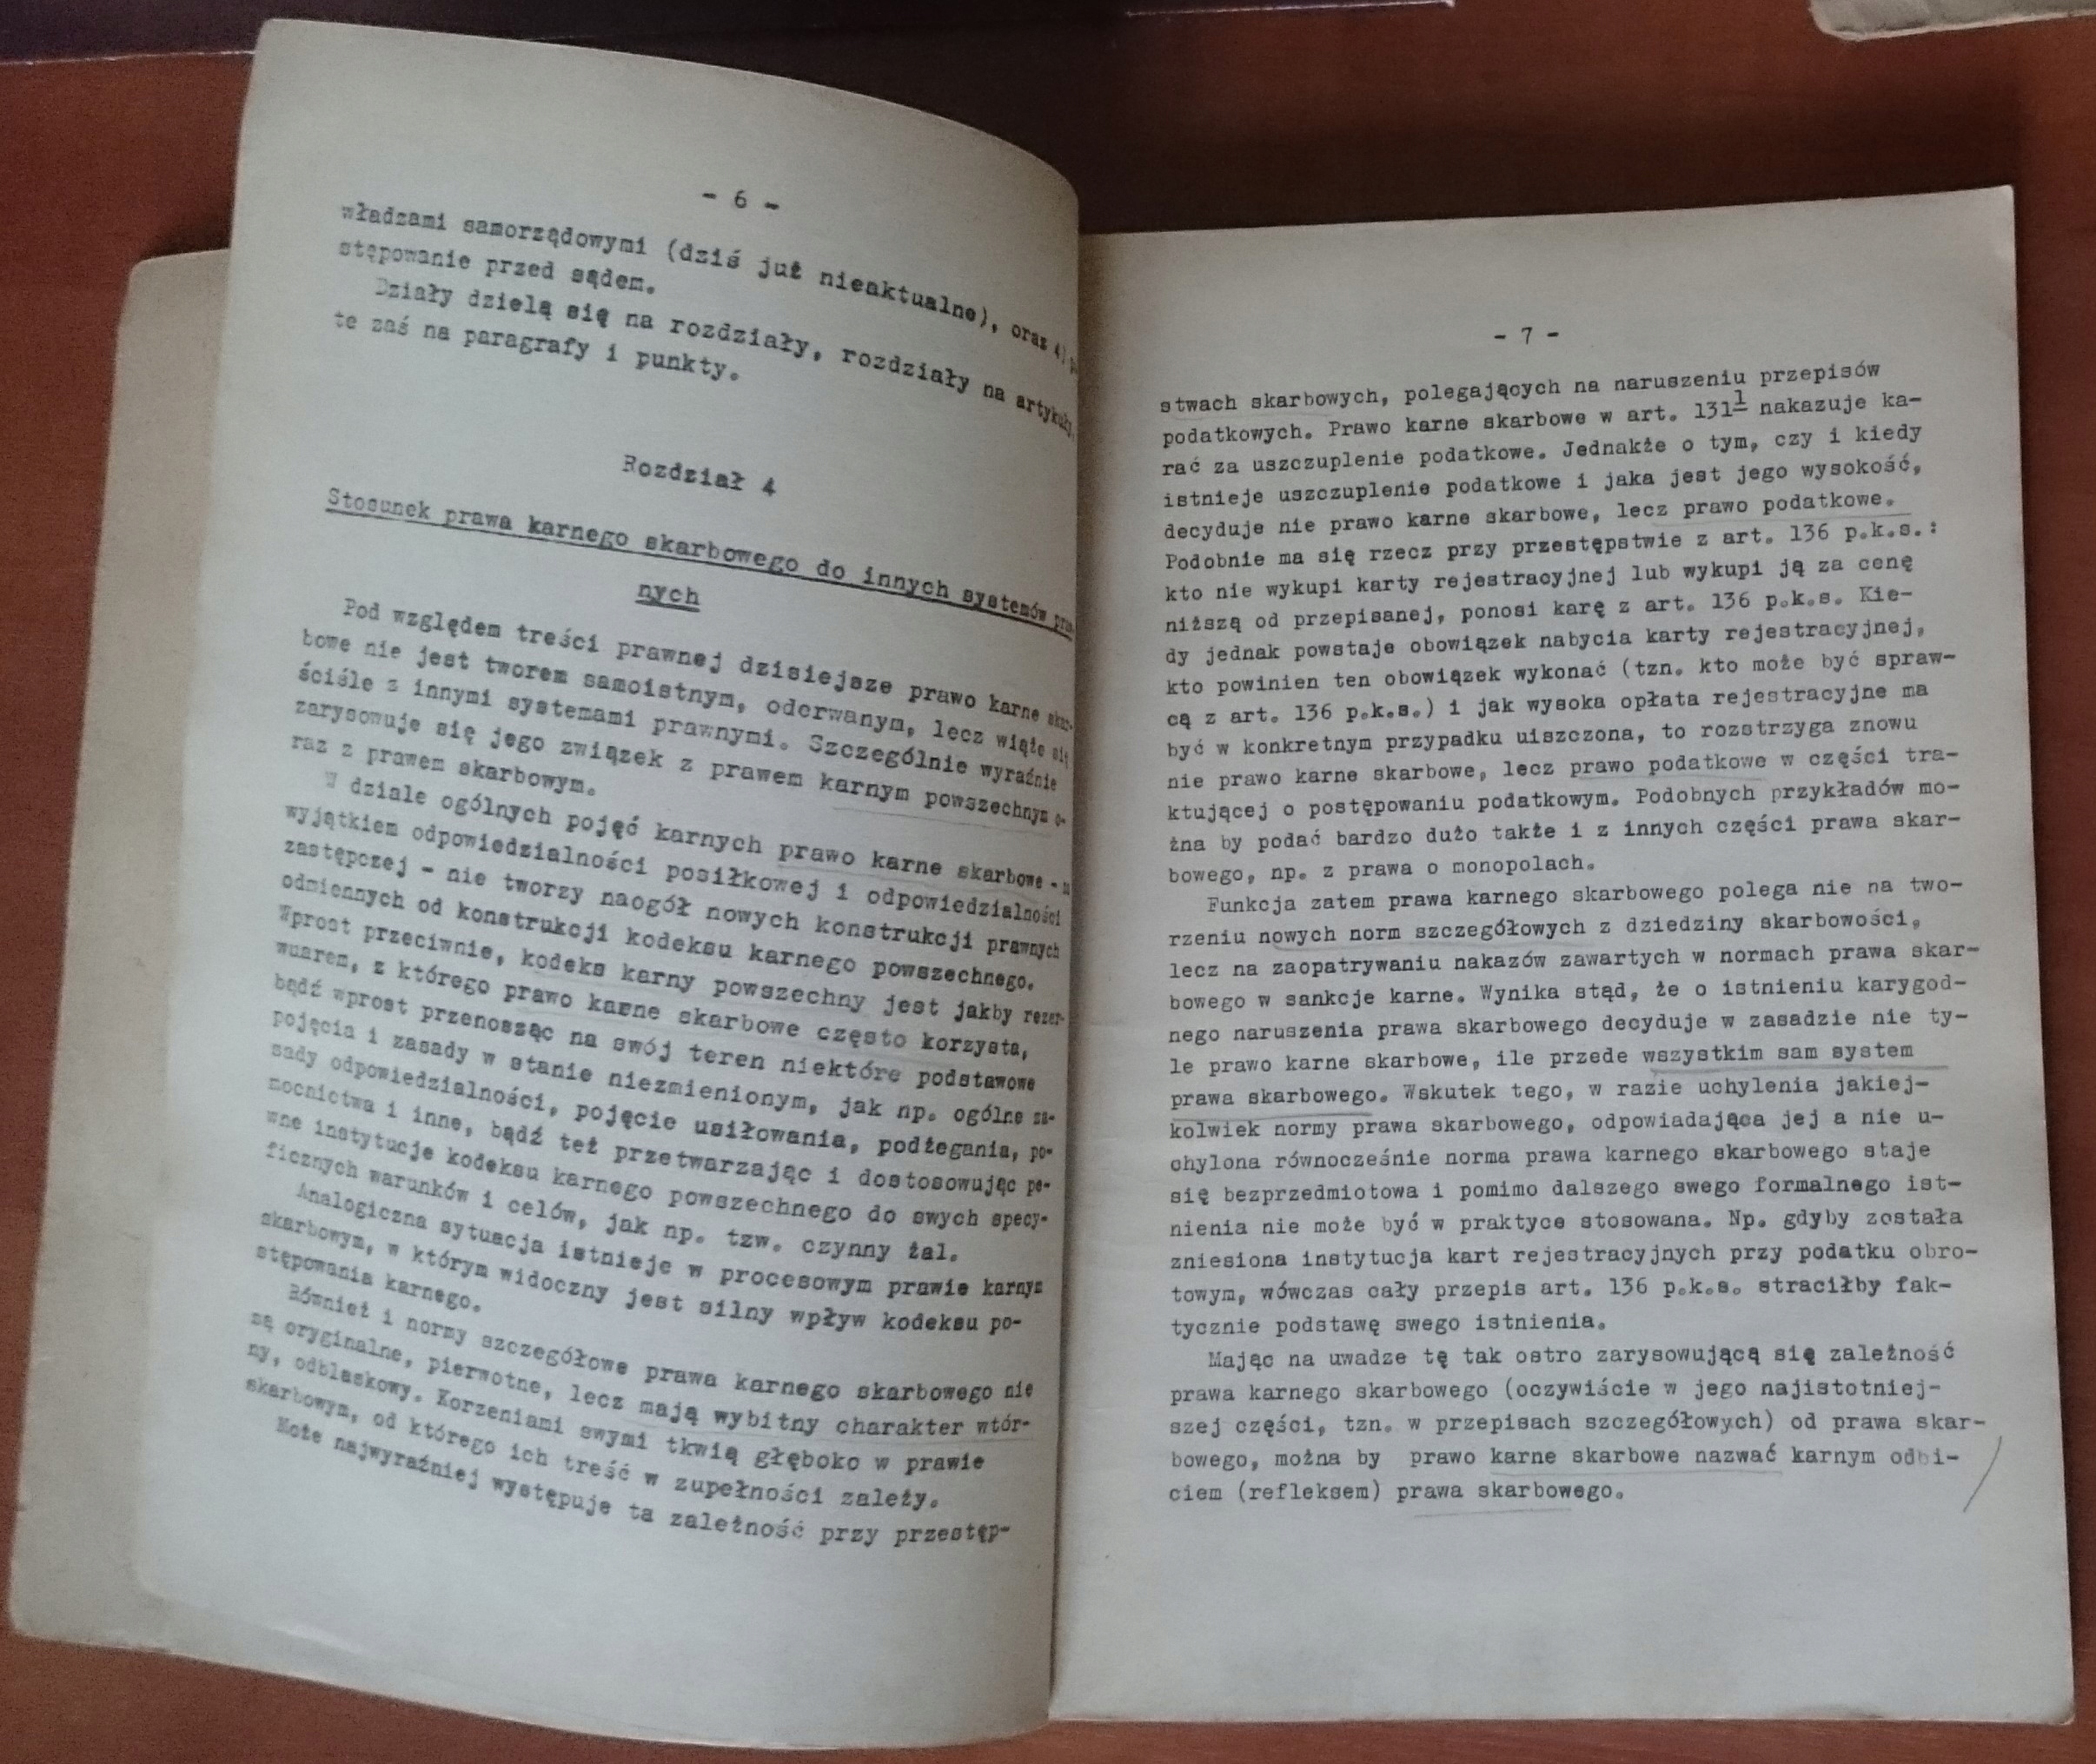 - 6 -
władzami samorządowymi (dziś już nieaktualne), oraz 4)
stępowanie przed sądem.
Działy dzielą się na rozdziały, rozdziały na artykuły,
te zaś na paragrafy i punkty.
Rozdział 4
Stosunek prawa karnego skarbowego do innych systemów
nych
Pod względem treści prawnej dzisiejsze prawo karne skar-
bowe nie jest tworem samoistnym, oderwanym, lecz wiąże się
ściśle z innymi systemami prawnymi. Szczególnie wyraźnie
zarysowuje się jego związek z prawem karnym powszechnym o-
raz z prawem skarbowym.
W dziale ogólnych pojęć karnych prawo karne skarbowe - z
wyjątkiem odpowiedzialności posiłkowej i odpowiedzialności
zastępczej - nie tworzy naogół nowych konstrukcji prawnych
odmiennych od konstrukcji kodeksu karnego powszechnego.
Wprost przeciwnie, kodeks karny powszechny jest jakby rezer-
wuarem, z którego prawo karne skarbowe często korzysta,
bądź wprost przenosząc na swój teren niektóre podstawowe
pojęcia i zasady w stanie niezmienionym, jak np. ogólne za-
sady odpowiedzialności, pojęcie usiłowania, podżegania, po-
mocnictwa i inne, bądź też przetwarzając i dostosowując pe-
wne instytucje kodeksu karnego powszechnego do swych specy-
ficznych warunków i celów, jak np. tzw. czynny żal.
Analogiczna sytuacja istnieje w procesowym prawie karnym
skarbowym, w którym widoczny jest silny wpływ kodeksu po-
stępowania karnego.
Również i normy szczegółowe prawa karnego skarbowego nie
są oryginalne, pierwotne, lecz mają wybitny charakter wtór-
ny, odblaskowy. Korzeniami swymi tkwią głęboko w prawie
skarbowym, od którego ich treść w zupełności zależy.
Może najwyraźniej występuje ta zależność przy przestęp-
- 7 -
stwach skarbowych, polegających na naruszeniu przepisów
podatkowych. Prawo karne skarbowe w art. 131¹ nakazuje ka-
rać za uszczuplenie podatkowe. Jednakże o tym, czy i kiedy
istnieje uszczuplenie podatkowe i jaka jest jego wysokość,
decyduje nie prawo karne skarbowe, lecz prawo podatkowe.
Podobnie ma się rzecz przy przestępstwie z art. 136 p.k.s.:
kto nie wykupi karty rejestracyjnej lub wykupi ją za cenę
niższą od przepisanej, ponosi karę z art. 136 p.k.s. Kie-
dy jednak powstaje obowiązek nabycia karty rejestracyjnej,
kto powinien ten obowiązek wykonać (tzn. kto może być spraw-
cą z art. 136 p.k.s.) i jak wysoka opłata rejestracyjne ma
być w konkretnym przypadku uiszczona, to rozstrzyga znowu
nie prawo karne skarbowe, lecz prawo podatkowe w części tra-
ktującej o postępowaniu podatkowym. Podobnych przykładów mo-
żna by podać bardzo dużo także i z innych części prawa skar-
bowego, np. z prawa o monopolach.
Funkcja zatem prawa karnego skarbowego polega nie na two-
rzeniu nowych norm szczegółowych z dziedziny skarbowości,
lecz na zaopatrywaniu nakazów zawartych w normach prawa skar-
bowego w sankcje karne. Wynika stąd, że o istnieniu karygod-
nego naruszenia prawa skarbowego decyduje w zasadzie nie ty-
le prawo karne skarbowe, ile przede wszystkim sam system
prawa skarbowego. Wskutek tego, w razie uchylenia jakiej-
kolwiek normy prawa skarbowego, odpowiadająca jej a nie u-
chylona równocześnie norma prawa karnego skarbowego staje
się bezprzedmiotowa i pomimo dalszego swego formalnego ist-
nienia nie może być w praktyce stosowana. Np. gdyby została
zniesiona instytucja kart rejestracyjnych przy podatku obro-
towym, wówczas cały przepis art. 136 p.k.s. straciłby fak-
tycznie podstawę swego istnienia.
Mając na uwadze tę tak ostro zarysowującą się zależność
prawa karnego skarbowego (oczywiście w jego najistotniej-
szej części, tzn. w przepisach szczegółowych) od prawa skar-
bowego, można by prawo karne skarbowe nazwać karnym odbi-
ciem (refleksem) prawa skarbowego.